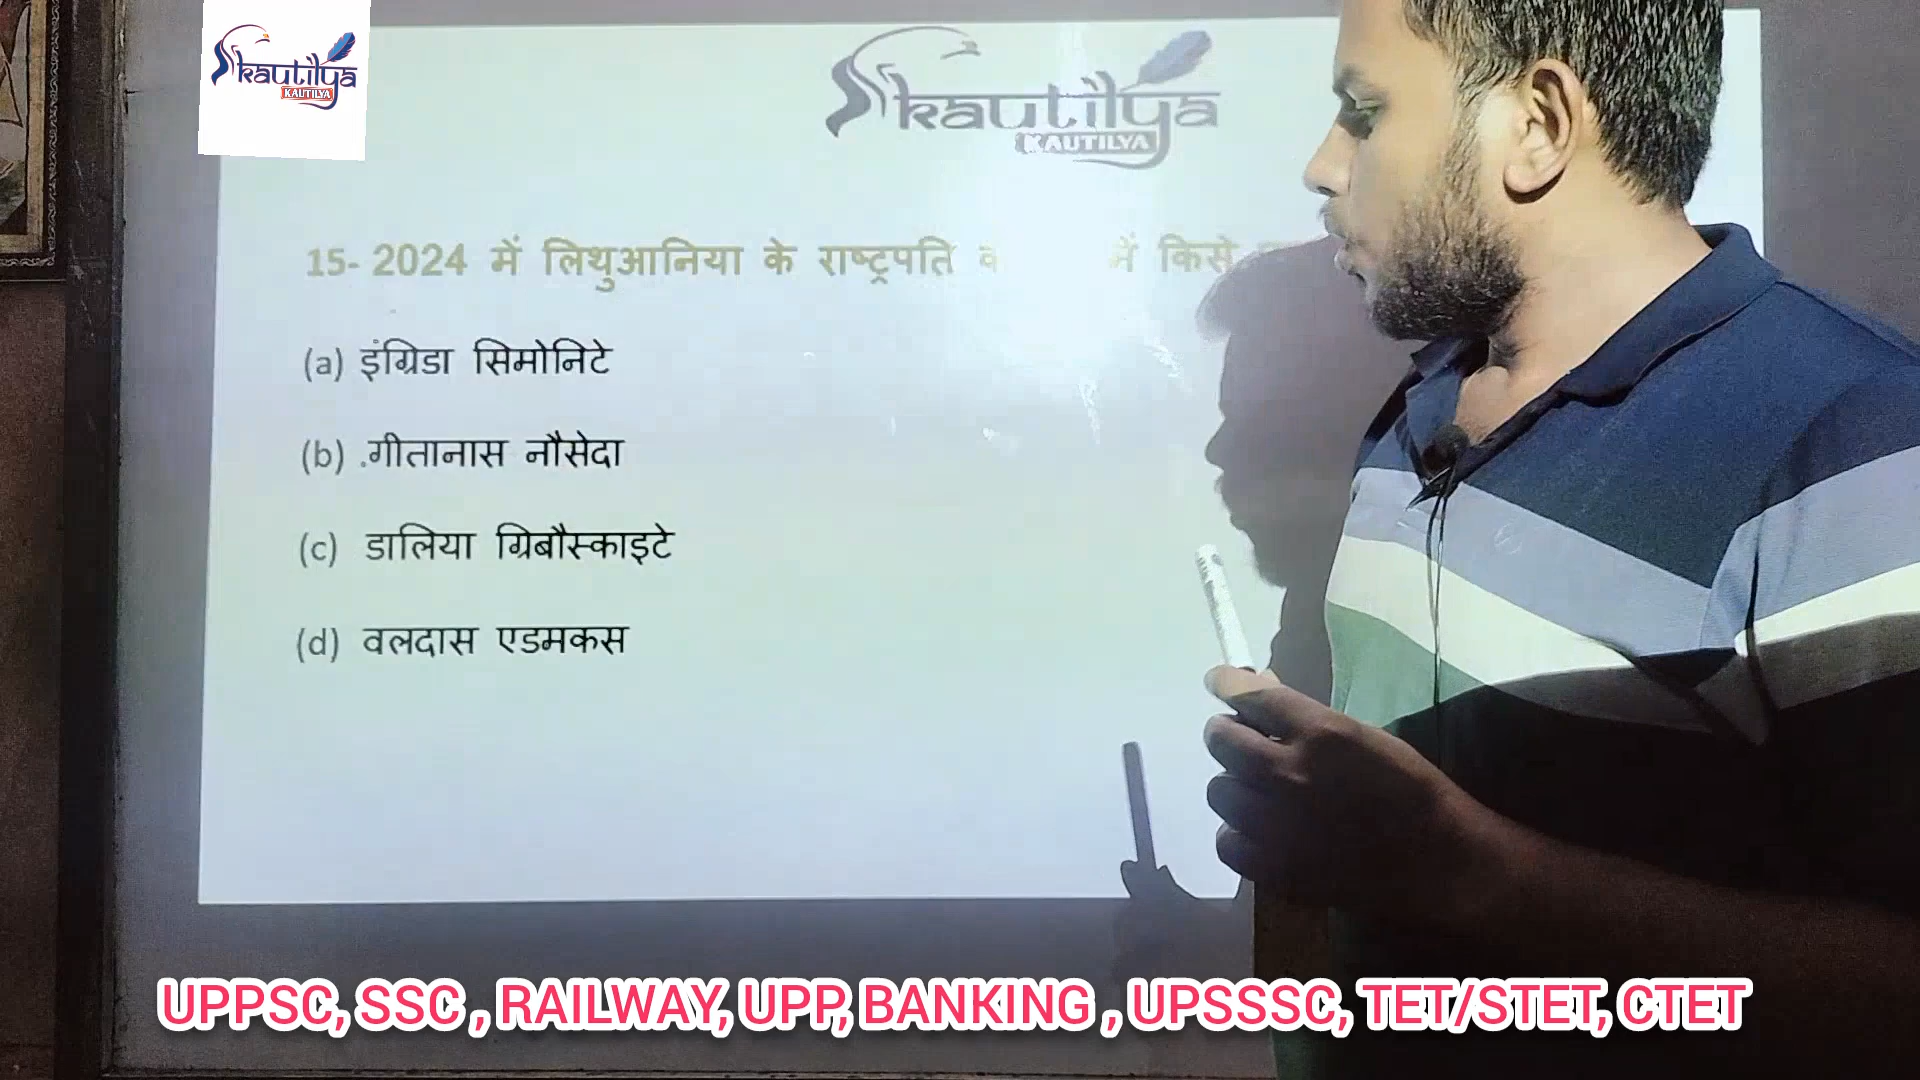 kautilya
KAUTILYA
kautilya
KAUTILYA
15- 2024 में लिथुआनिया के राष्ट्रपति में किसे
(a) इंग्रिडा सिमोनिटे
(b) .गीतानास नौसेदा
(c) डालिया ग्रिबौस्काइटे
(d) वलदास एडमकस
UPPSC, SSC , RAILWAY, UPP, BANKING , UPSSSC, TET/STET, CTET